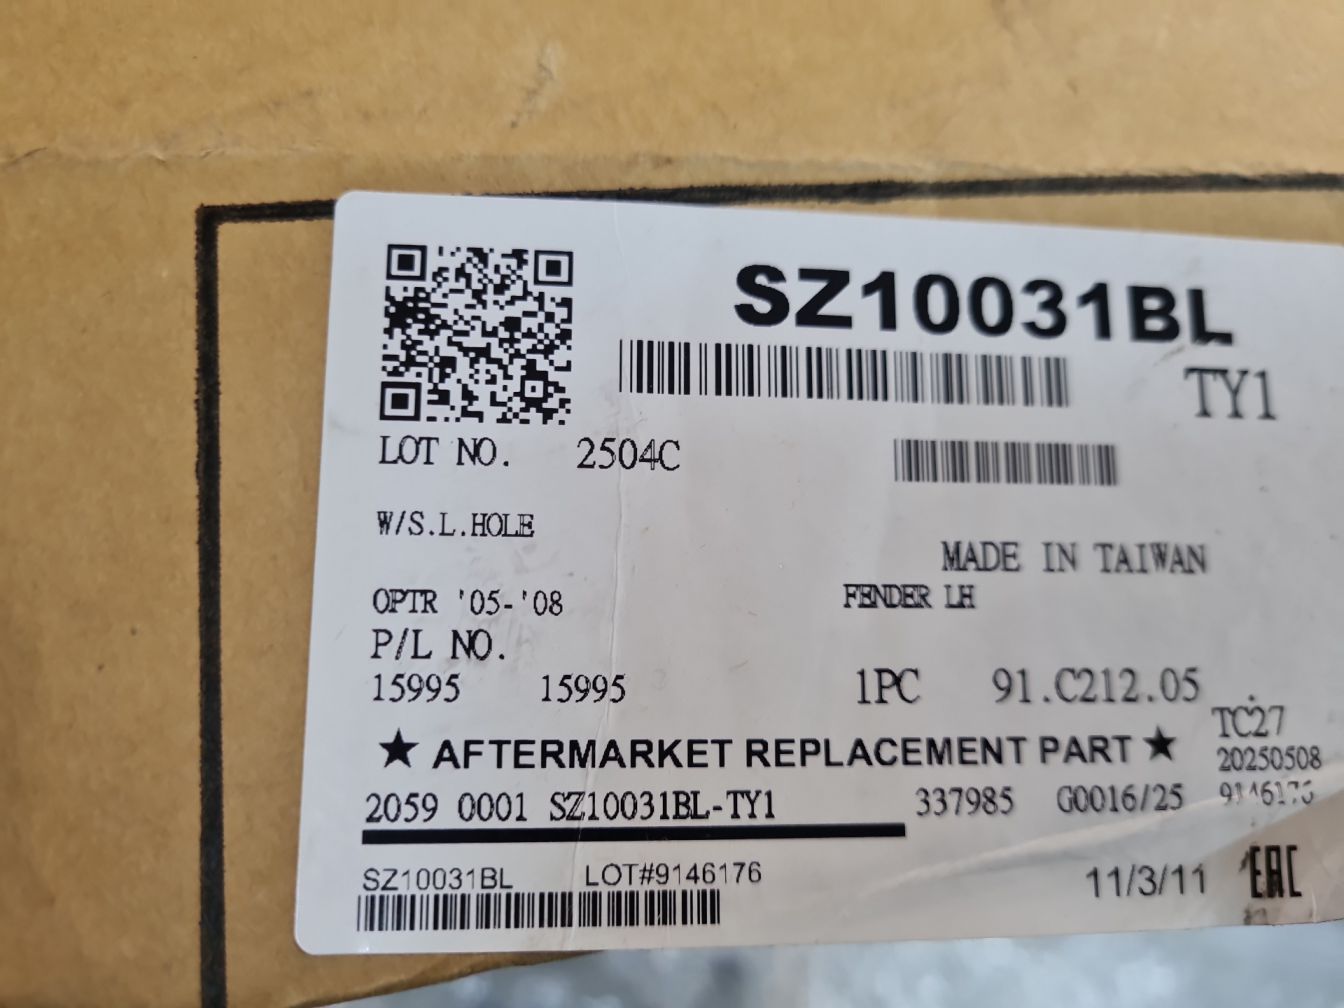 SZ10031BL
TY1
LOT NO. 2504C
W/S.L.HOLE
MADE IN TAIWAN
OPTR '05-'08 FENDER LH
P/L NO.
15995 15995 1PC 91.C212.05
TC27
★ AFTERMARKET REPLACEMENT PART ★
20250508
2059 0001 SZ10031BL-TY1 337985 G0016/25 9146176
SZ10031BL LOT#9146176
11/3/11 EAC